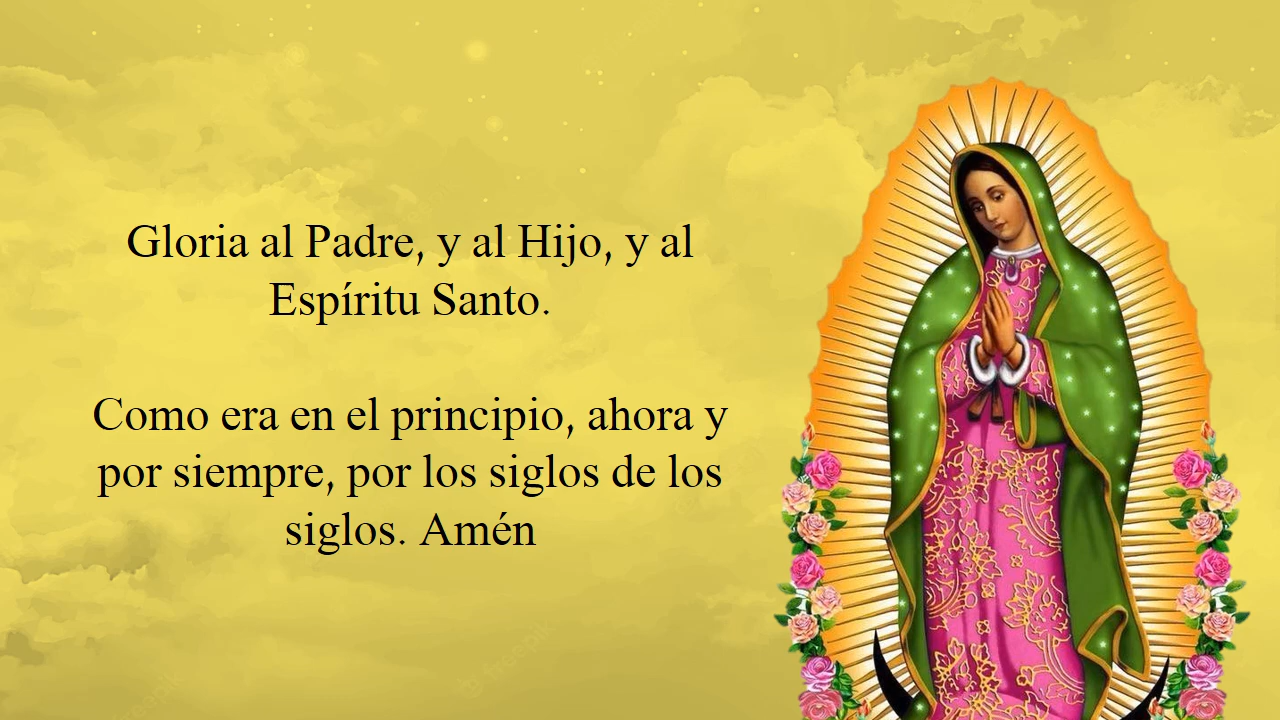 Gloria al Padre, y al Hijo, y al
Espíritu Santo.
Como era en el principio, ahora y
por siempre, por los siglos de los
siglos. Amén